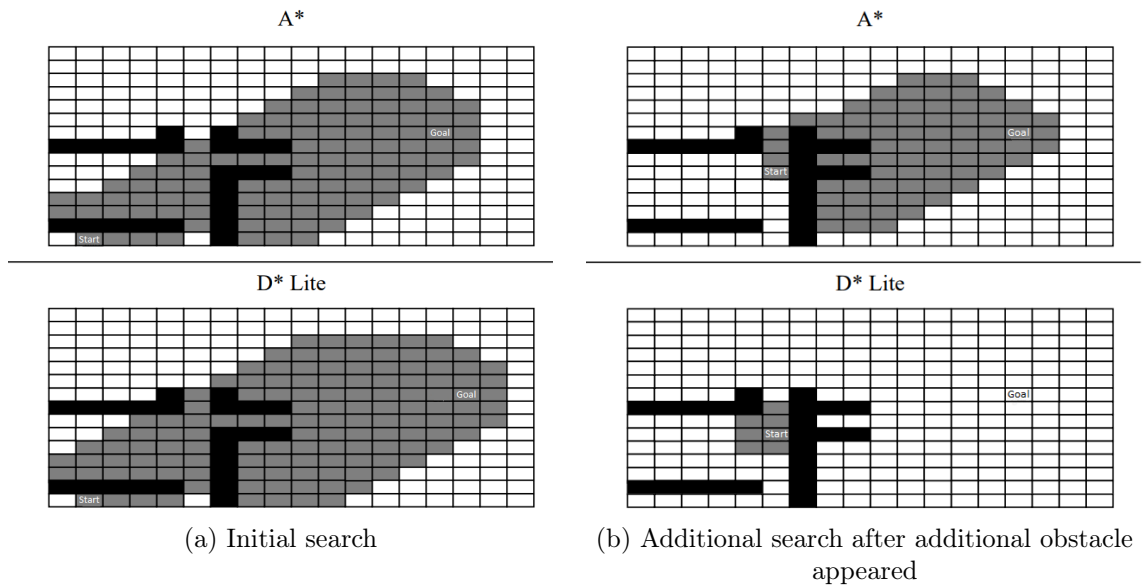 A*
Goal
Start
D* Lite
Goal
Start
(a) Initial search
A*
Goal
Start
D* Lite
Goal
Start
(b) Additional search after additional obstacle
appeared